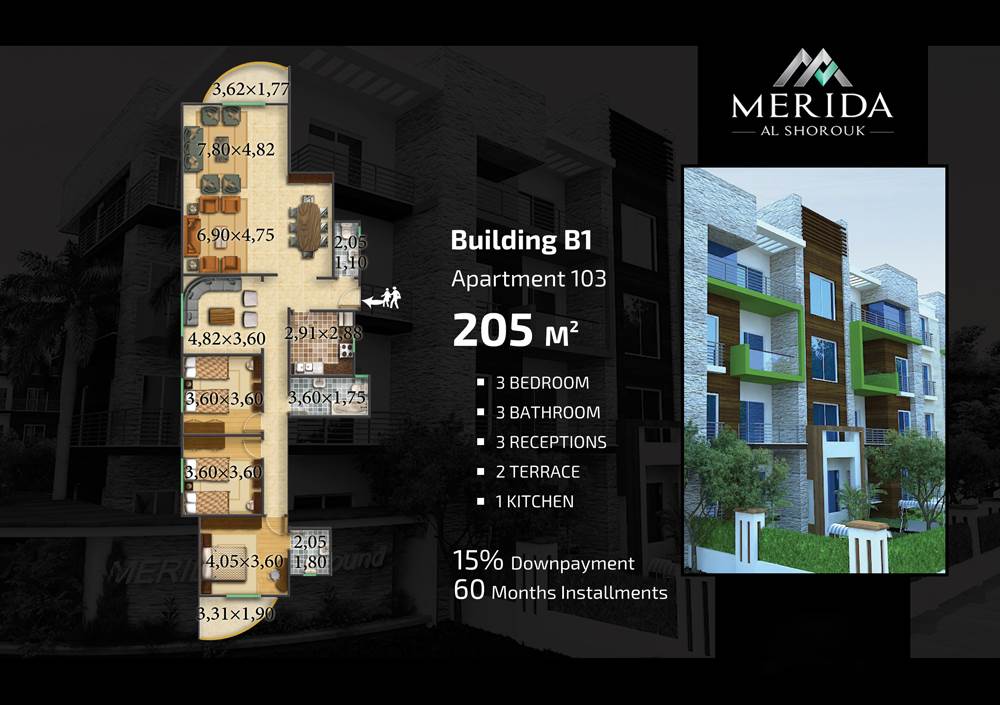 MERIDA
AL SHOROUK
3,62×1,77
7,80×4,82
6,90×4,75
2,05
1,10
4,82×3,60
2,91×2,88
3,60×3,60
3,60×1,75
3,60×3,60
4,05×3,60
2,05
1,80
3,31×1,90
Building B1
Apartment 103
205 M²
3 BEDROOM
3 BATHROOM
3 RECEPTIONS
2 TERRACE
1 KITCHEN
15% Downpayment
60 Months Installments